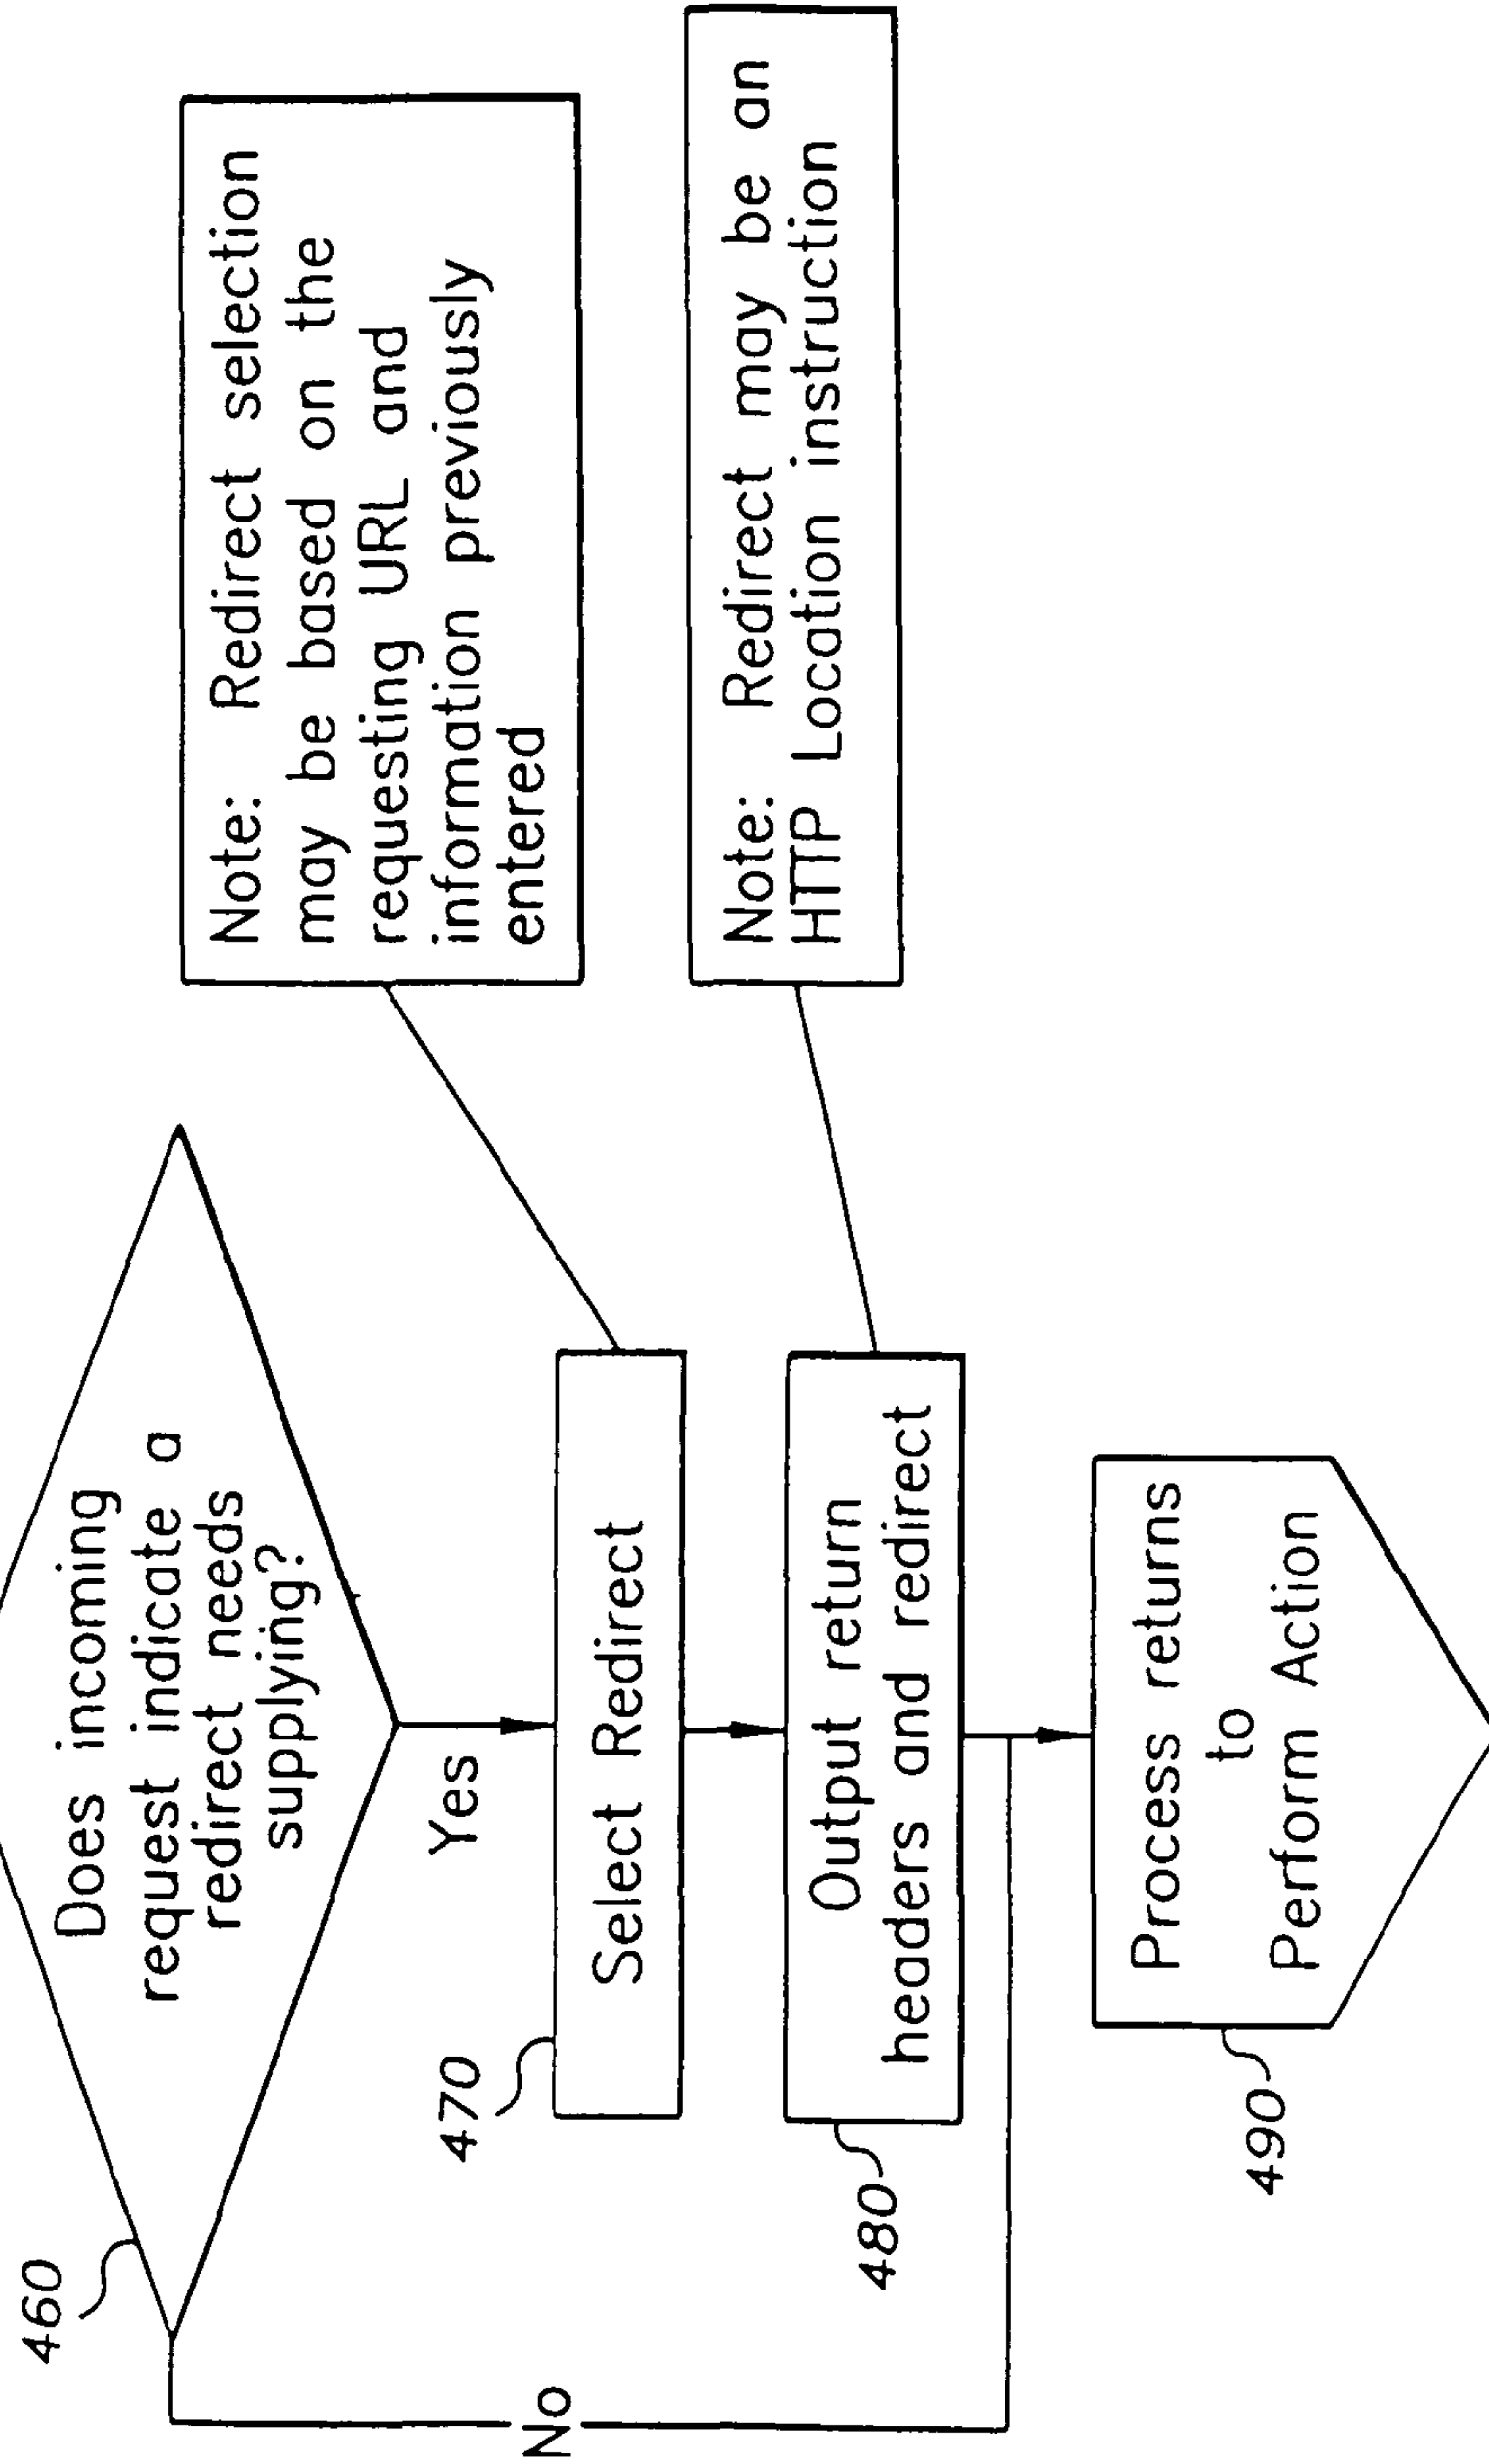 460
Does incoming
request indicate a
redirect needs
supplying?
Yes
No
Note: Redirect selection
may be based on the
requesting URL and
information previously
entered
470
Select Redirect
Note: Redirect may be an
HTTP Location instruction
480
Output return
headers and redirect
490
Process returns
to
Perform Action